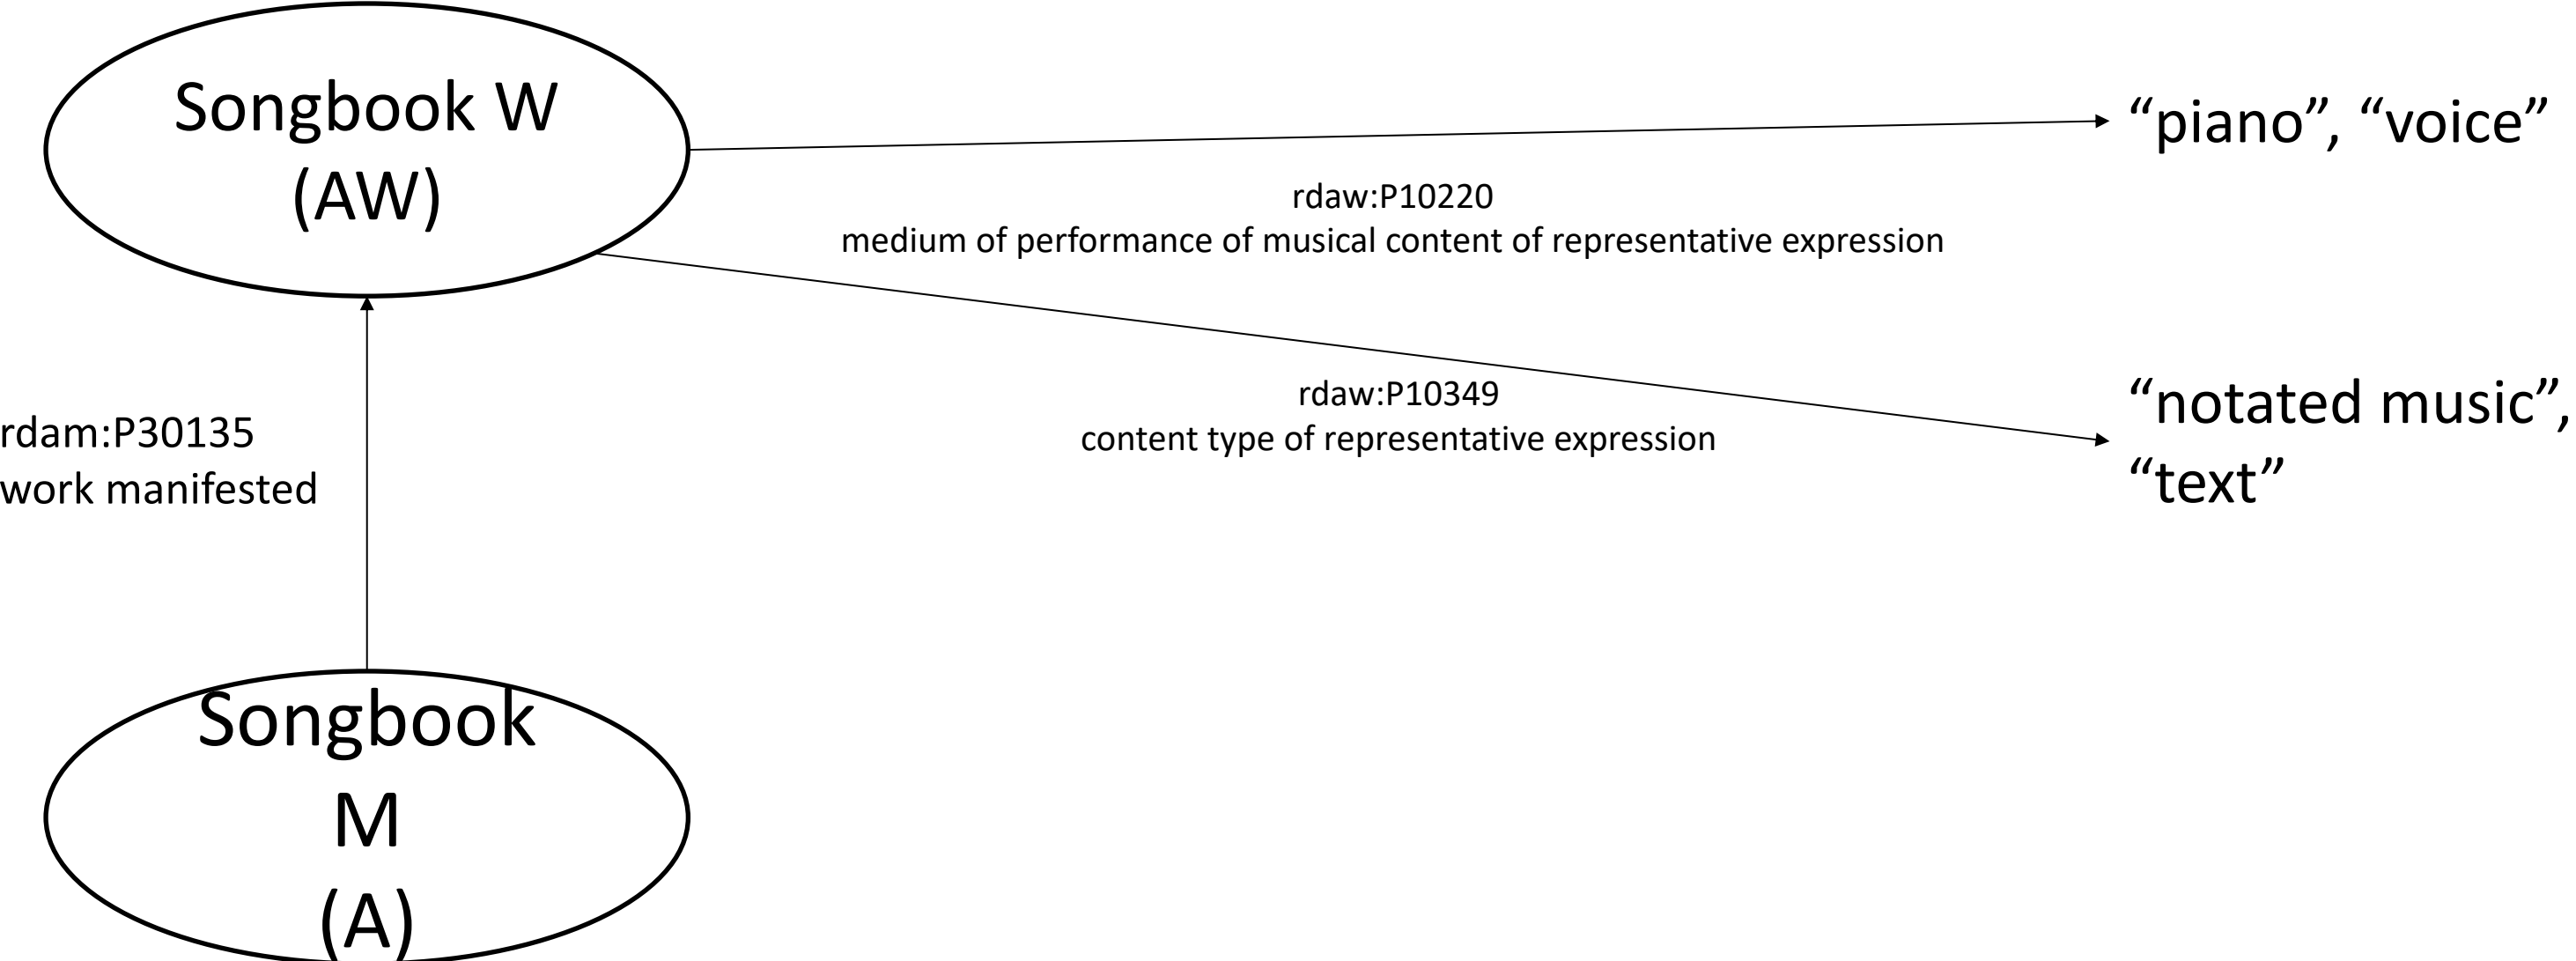 Songbook W
(AW)
“piano”, “voice”
rdaw:P10220
medium of performance of musical content of representative expression
rdaw:P10349
content type of representative expression
“notated music”,
“text”
rdam:P30135
work manifested
Songbook
M
(A)